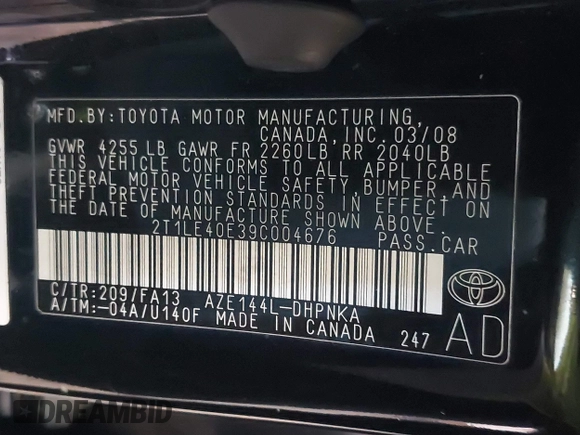 MFD.BY:TOYOTA MOTOR MANUFACTURING,
CANADA,INC.03/08
GVWR 4255LB GAWR FR 2260LB RR 2040LB
THIS VEHICLE CONFORMS TO ALL APPLICABLE
FEDERAL MOTOR VEHICLE SAFETY,BUMPER,AND
THEFT PREVENTION STANDARDS IN EFFECT ON
THE DATE OF MANUFACTURE SHOWN ABOVE.
2T1LE40E39C004676 PASS.CAR
C/TR:209/FA13 AZE144L-DHPNKA
A/TM:-04A/U140F MADE IN CANADA 247
AD
DREAMBID